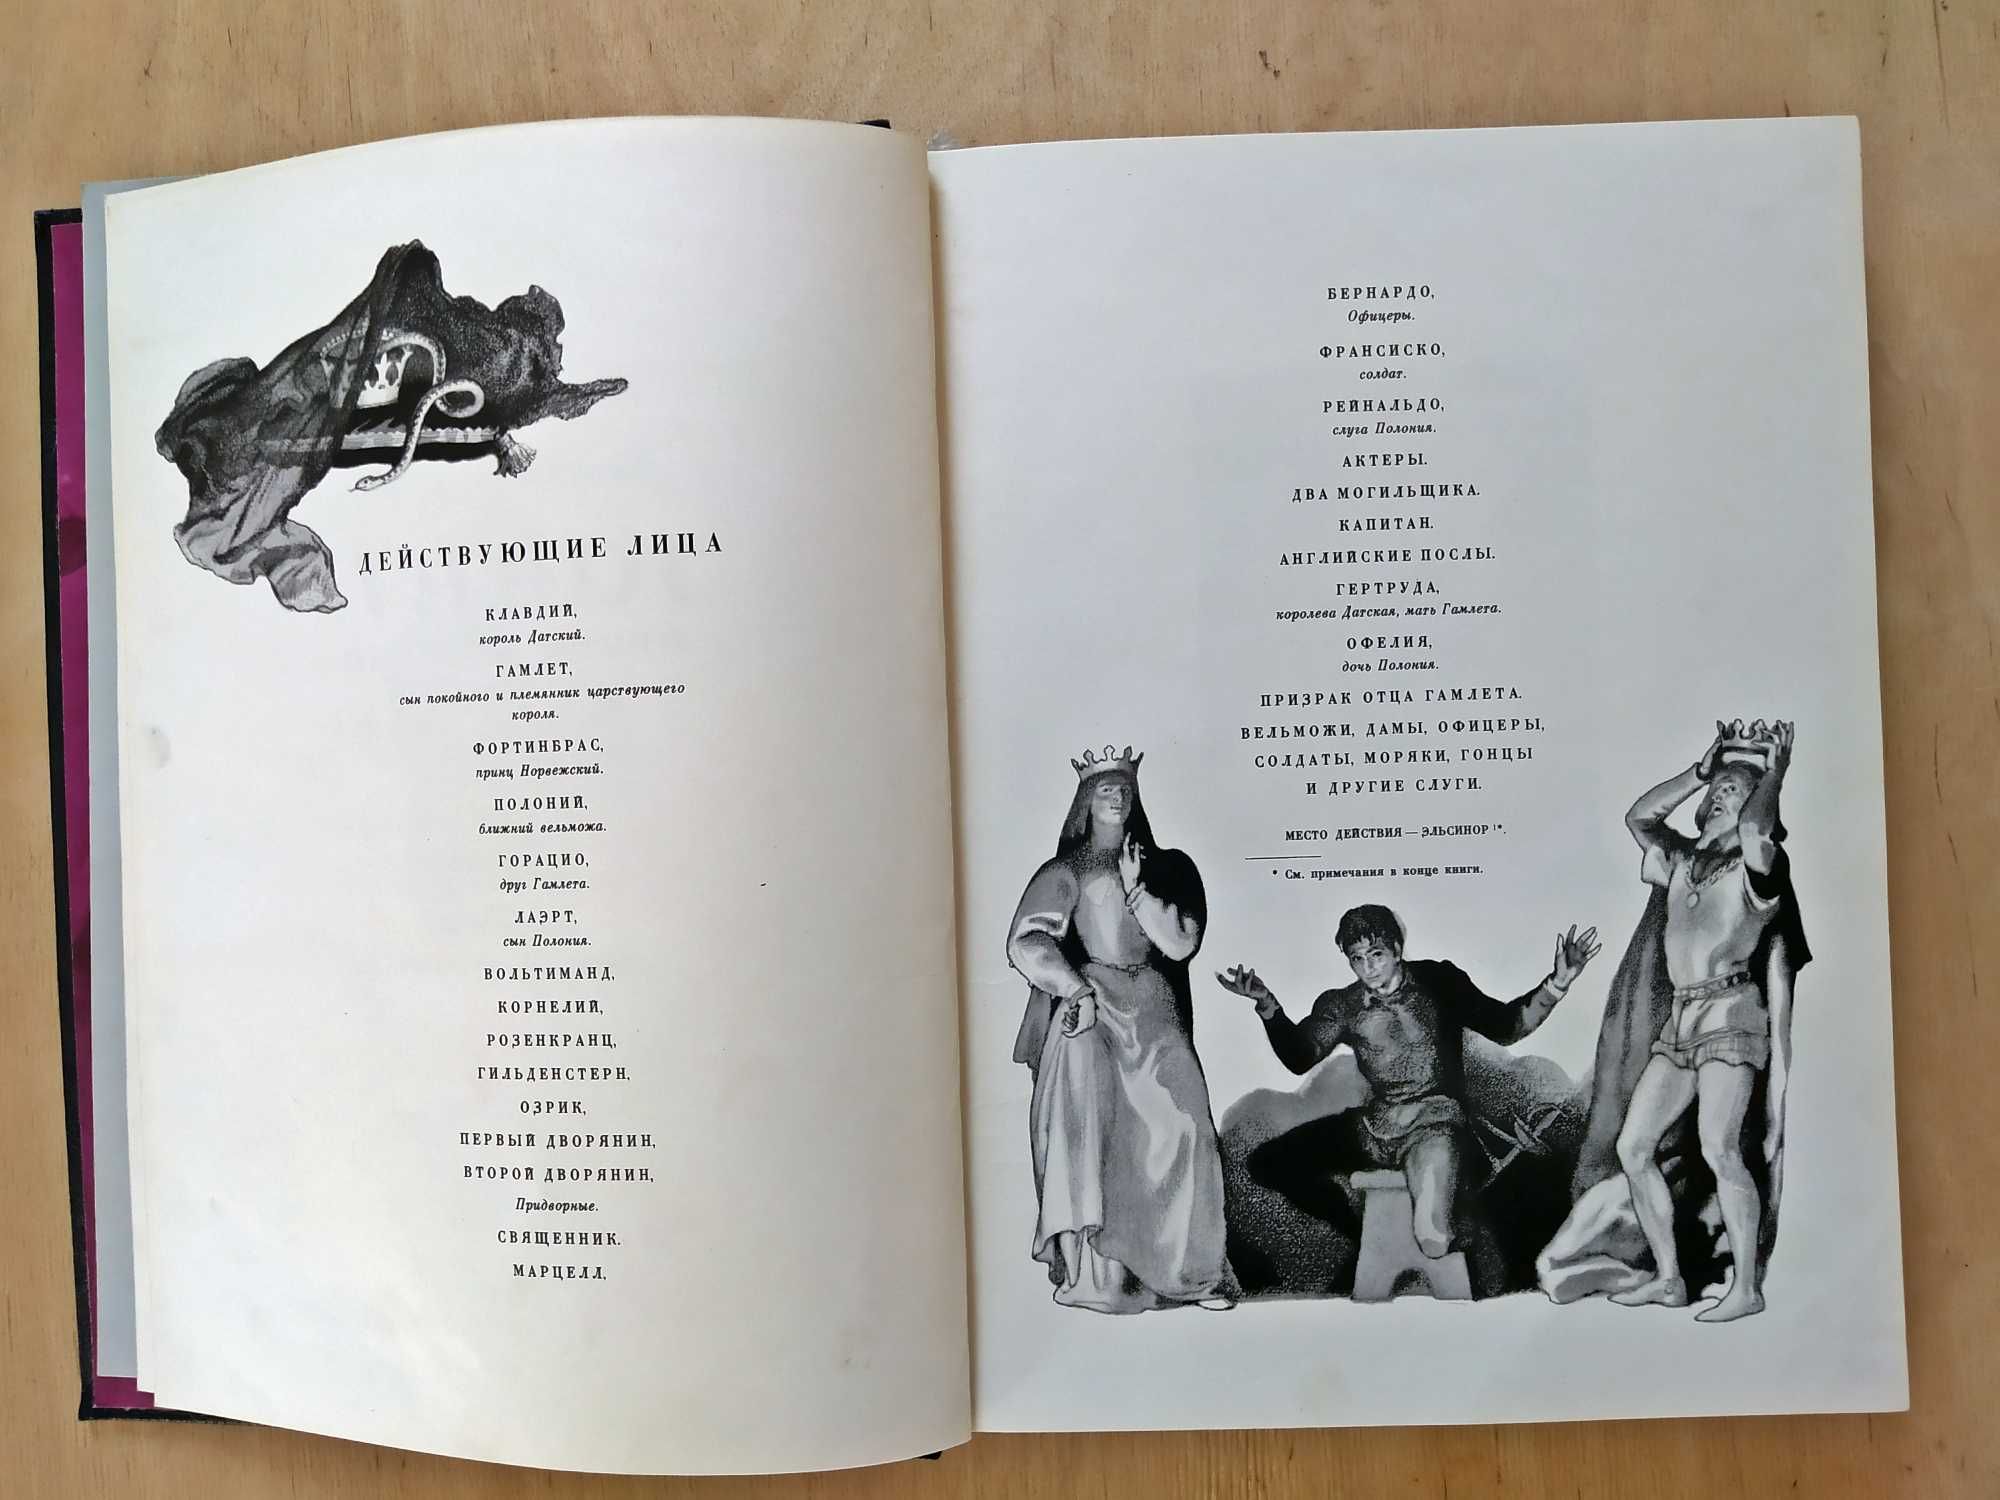 ДЕЙСТВУЮЩИЕ ЛИЦА
КЛАВДИЙ,
король Датский.
ГАМЛЕТ,
сын покойного и племянник царствующего
короля.
ФОРТИНБРАС,
принц Норвежский.
ПОЛОНИЙ,
ближний вельможа.
ГОРАЦИО,
друг Гамлета.
ЛАЭРТ,
сын Полония.
ВОЛЬТИМАНД,
КОРНЕЛИЙ,
РОЗЕНКРАНЦ,
ГИЛЬДЕНСТЕРН,
ОЗРИК,
ПЕРВЫЙ ДВОРЯНИН,
ВТОРОЙ ДВОРЯНИН,
Придворные.
СВЯЩЕННИК.
МАРЦЕЛЛ,
БЕРНАРДО,
Офицеры.
ФРАНСИСКО,
солдат.
РЕЙНАЛЬДО,
слуга Полония.
АКТЕРЫ.
ДВА МОГИЛЬЩИКА.
КАПИТАН.
АНГЛИЙСКИЕ ПОСЛЫ.
ГЕРТРУДА,
королева Датская, мать Гамлета.
ОФЕЛИЯ,
дочь Полония.
ПРИЗРАК ОТЦА ГАМЛЕТА.
ВЕЛЬМОЖИ, ДАМЫ, ОФИЦЕРЫ,
СОЛДАТЫ, МОРЯКИ, ГОНЦЫ
И ДРУГИЕ СЛУГИ.
МЕСТО ДЕЙСТВИЯ — ЭЛЬСИНОР ¹*.
* См. примечания в конце книги.